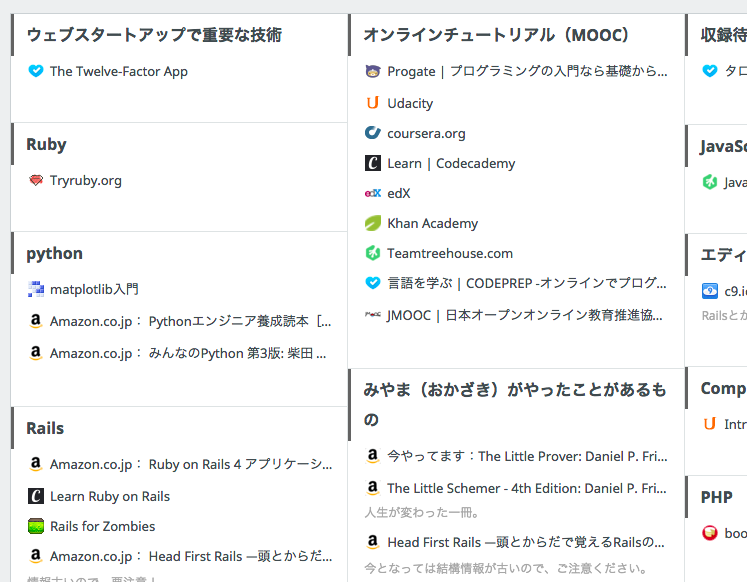 ウェブスタートアップで重要な技術
The Twelve-Factor App
Ruby
Tryruby.org
python
matplotlib入門
Amazon.co.jp： Pythonエンジニア養成読本［...
Amazon.co.jp： みんなのPython 第3版: 柴田 ...
Rails
Amazon.co.jp： Ruby on Rails 4 アプリケーシ...
Learn Ruby on Rails
Rails for Zombies
Amazon.co.jp： Head First Rails ―頭とからだ...
情報古いので、要注意！
オンラインチュートリアル（MOOC）
Progate | プログラミングの入門なら基礎から...
Udacity
coursera.org
Learn | Codecademy
edX
Khan Academy
Teamtreehouse.com
言語を学ぶ | CODEPREP -オンラインでプログ...
JMOOC | 日本オープンオンライン教育推進協...
みやま（おかざき）がやったことがあるも
の
今やってます：The Little Prover: Daniel P. Fri...
The Little Schemer - 4th Edition: Daniel P. Fri...
人生が変わった一冊。
Head First Rails ―頭とからだで覚えるRailsの...
今となっては結構情報が古いので、ご注意ください。
収録待
タロ
JavaSc
Java
エディ
c9.io
Railsとか
Comp
Intr
PHP
boo